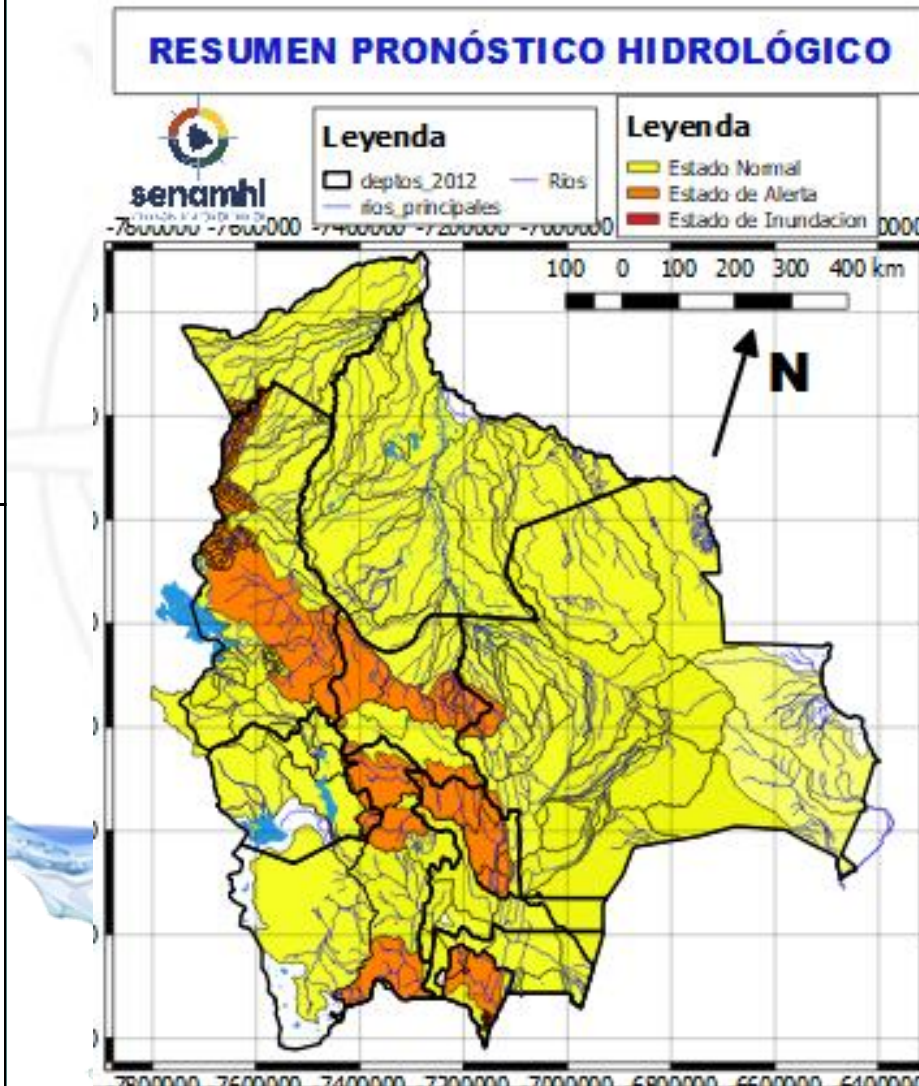 RESUMEN PRONÓSTICO HIDROLÓGICO
senamhi
Leyenda
deptos_2012
Rios
rios_principales
Leyenda
Estado Normal
Estado de Alerta
Estado de Inundacion
-7800000 -7600000 -7400000 -7200000 -7000000
100 0 100 200 300 400 km
N
-7800000 -7600000 -7400000 -7200000 -7000000 -6800000 -6600000